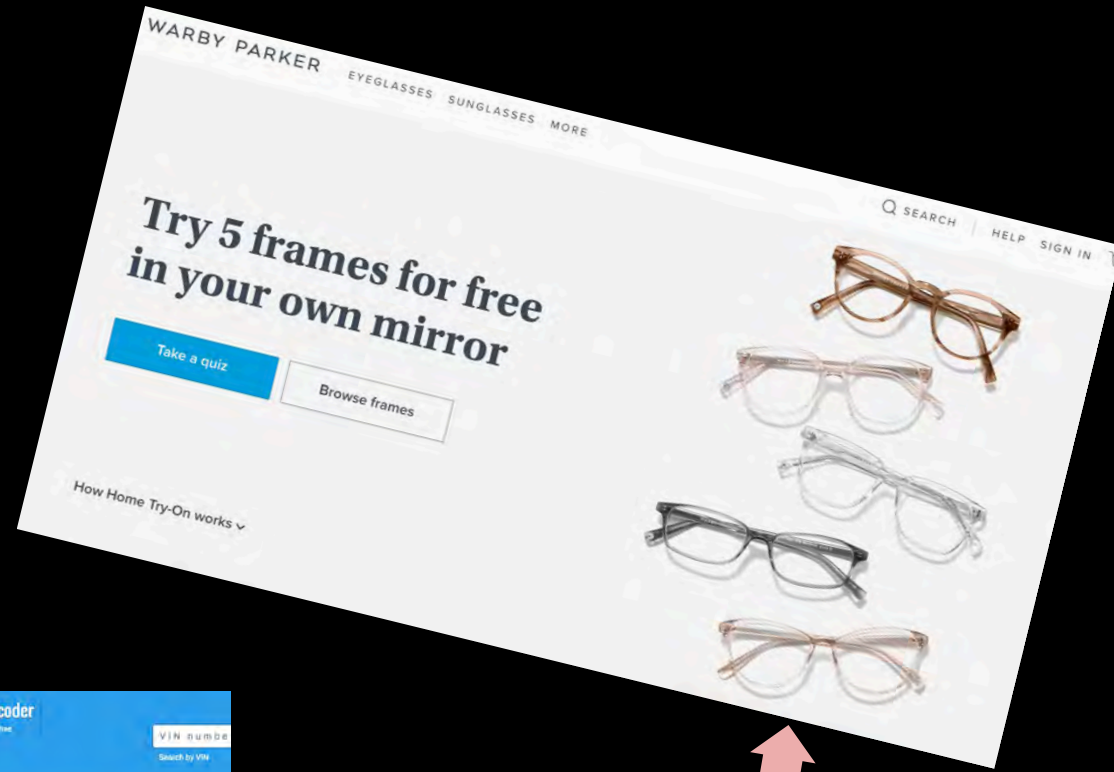 WARBY PARKER EYEGLASSES SUNGLASSES MORE
SEARCH HELP SIGN IN
Try 5 frames for free
in your own mirror
Take a quiz Browse frames
How Home Try-On works
coder
VIN numbe
Search by VIN